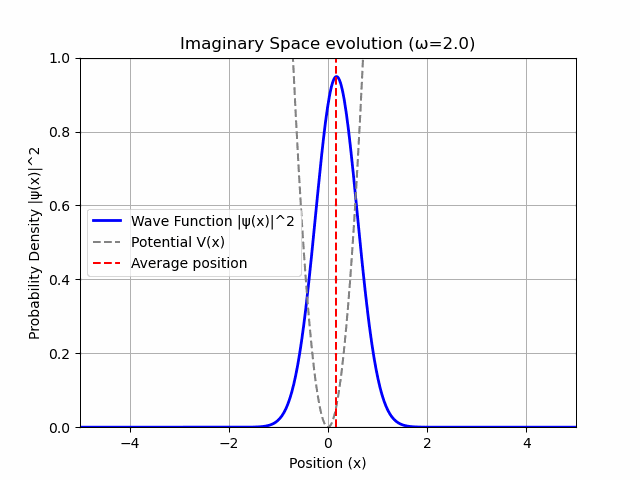 Imaginary Space evolution (ω=2.0)
1.0
0.8
0.6
0.4
0.2
0.0
Probability Density |ψ(x)|^2
Wave Function |ψ(x)|^2
Potential V(x)
Average position
−4 −2 0 2 4
Position (x)